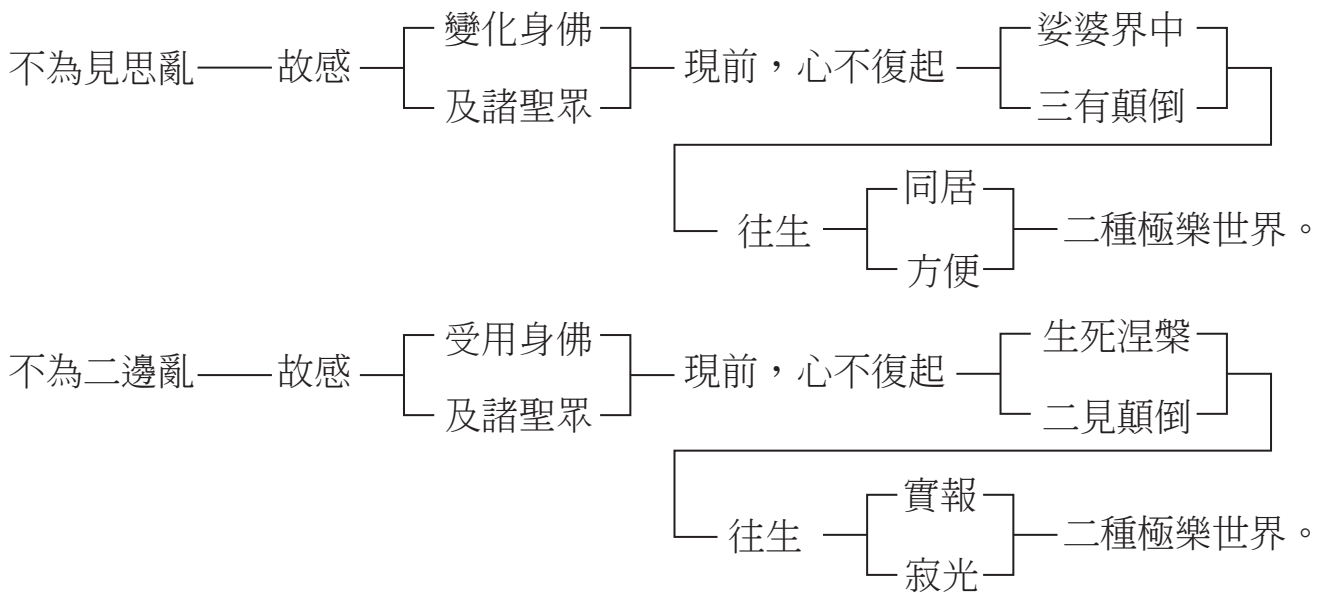 不為見思亂 故感 變化身佛 及諸聖眾 現前，心不復起 娑婆界中 三有顛倒
往生 同居 方便 二種極樂世界。
不為二邊亂 故感 受用身佛 及諸聖眾 現前，心不復起 生死涅槃 二見顛倒
往生 實報 寂光 二種極樂世界。